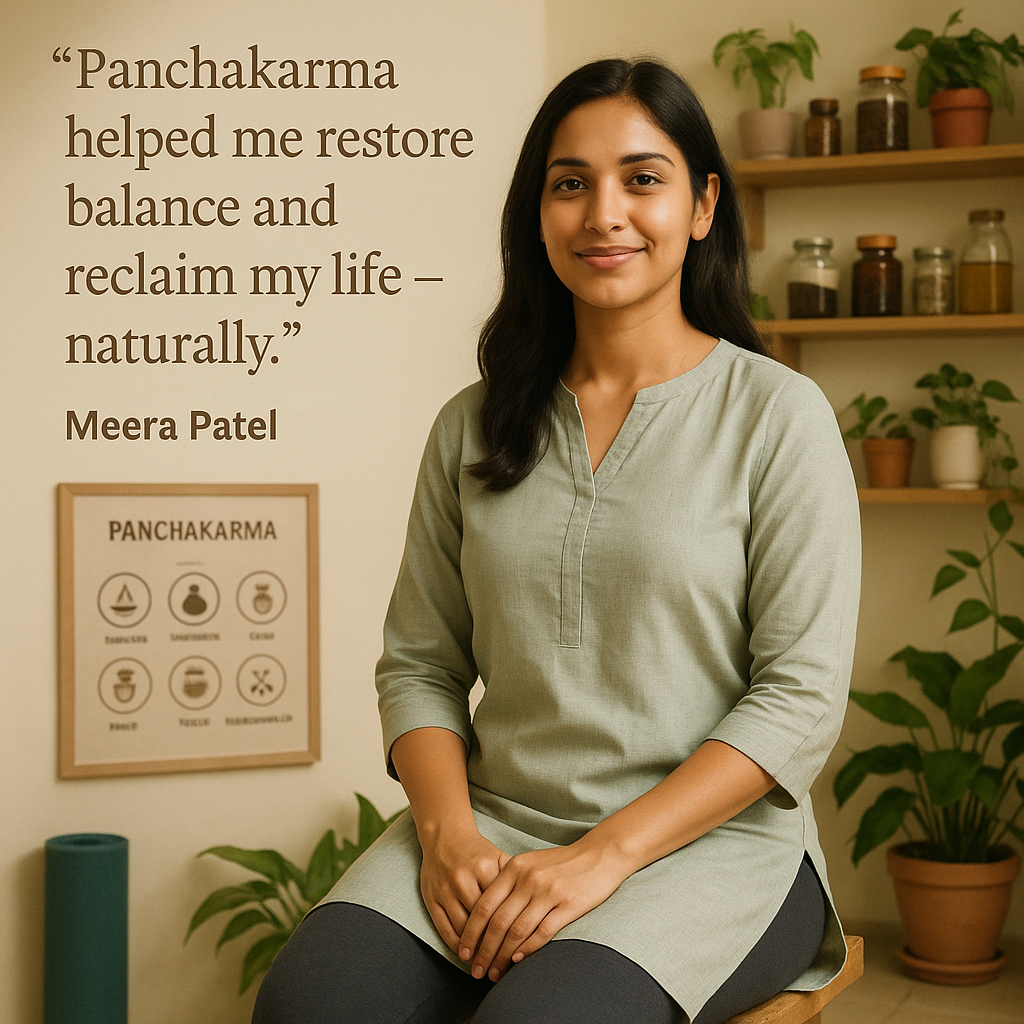 “Panchakarma
helped me restore
balance and
reclaim my life –
naturally.”
Meera Patel
PANCHAKARMA